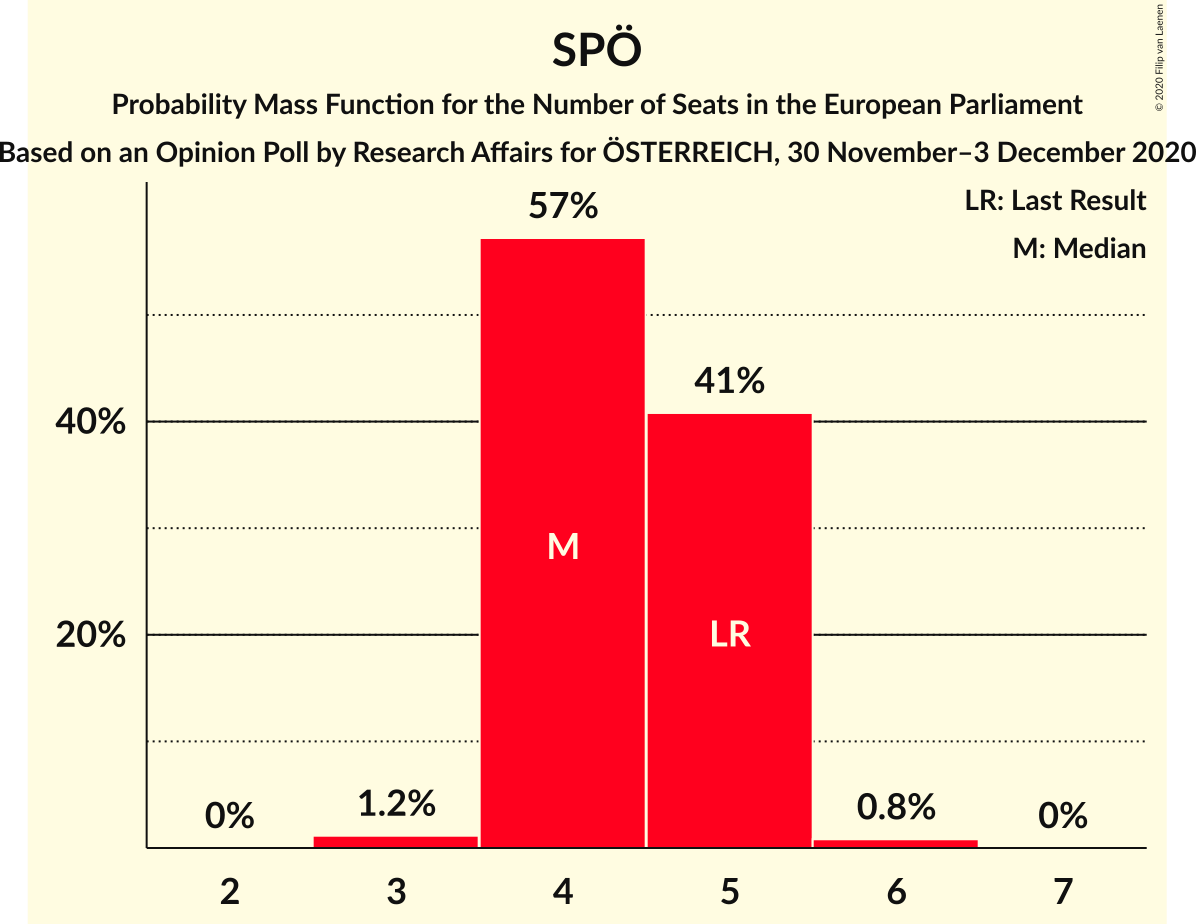 SPÖ
Probability Mass Function for the Number of Seats in the European Parliament
Based on an Opinion Poll by Research Affairs for ÖSTERREICH, 30 November–3 December 2020
© 2020 Filip van Laenen
LR: Last Result
M: Median
57%
41%
40%
M
LR
20%
0%
1.2%
0.8%
0%
2
3
4
5
6
7